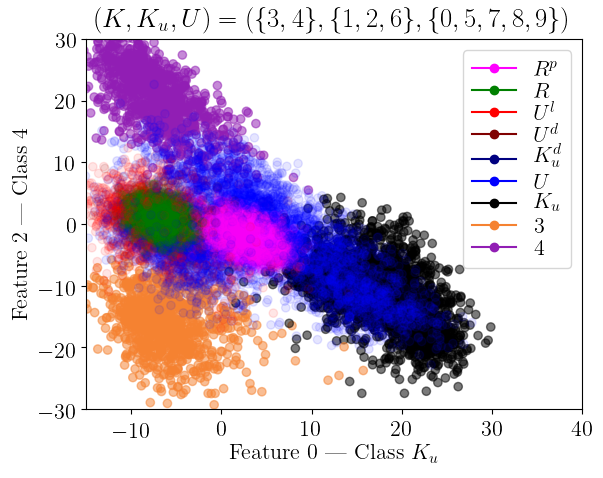 (K, K_u, U) = ({3, 4}, {1, 2, 6}, {0, 5, 7, 8, 9})
R^p
R
U^l
U^d
K_u^d
U
K_u
3
4
30
20
10
0
−10
−20
−30
Feature 2 — Class 4
−10 0 10 20 30 40
Feature 0 — Class K_u